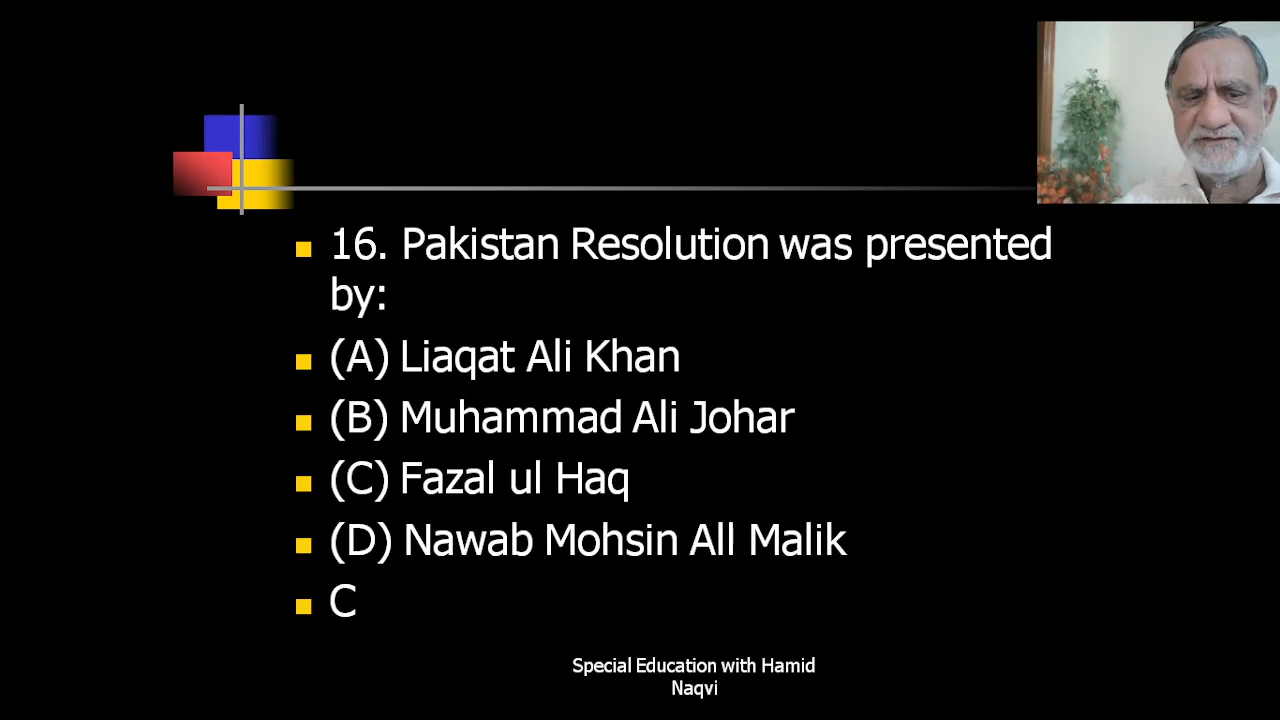 16. Pakistan Resolution was presented
by:
(A) Liaqat Ali Khan
(B) Muhammad Ali Johar
(C) Fazal ul Haq
(D) Nawab Mohsin All Malik
C
Special Education with Hamid
Naqvi